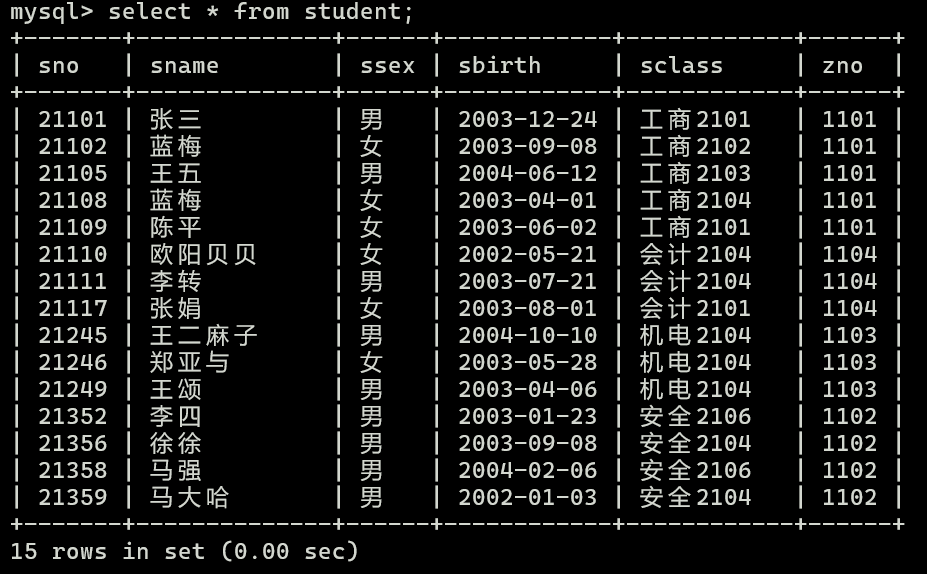 mysql> select * from student;
+-------+--------------+------+------------+------------+------+
| sno   | sname        | ssex | sbirth     | sclass     | zno  |
+-------+--------------+------+------------+------------+------+
| 21101 | 张三         | 男   | 2003-12-24 | 工商2101   | 1101 |
| 21102 | 蓝梅         | 女   | 2003-09-08 | 工商2102   | 1101 |
| 21105 | 王五         | 男   | 2004-06-12 | 工商2103   | 1101 |
| 21108 | 蓝梅         | 女   | 2003-04-01 | 工商2104   | 1101 |
| 21109 | 陈平         | 女   | 2003-06-02 | 工商2101   | 1101 |
| 21110 | 欧阳贝贝     | 女   | 2002-05-21 | 会计2104   | 1104 |
| 21111 | 李转         | 男   | 2003-07-21 | 会计2104   | 1104 |
| 21117 | 张娟         | 女   | 2003-08-01 | 会计2101   | 1104 |
| 21245 | 王二麻子     | 男   | 2004-10-10 | 机电2104   | 1103 |
| 21246 | 郑亚与       | 女   | 2003-05-28 | 机电2104   | 1103 |
| 21249 | 王颂         | 男   | 2003-04-06 | 机电2104   | 1103 |
| 21352 | 李四         | 男   | 2003-01-23 | 安全2106   | 1102 |
| 21356 | 徐徐         | 男   | 2003-09-08 | 安全2104   | 1102 |
| 21358 | 马强         | 男   | 2004-02-06 | 安全2106   | 1102 |
| 21359 | 马大哈       | 男   | 2002-01-03 | 安全2104   | 1102 |
+-------+--------------+------+------------+------------+------+
15 rows in set (0.00 sec)